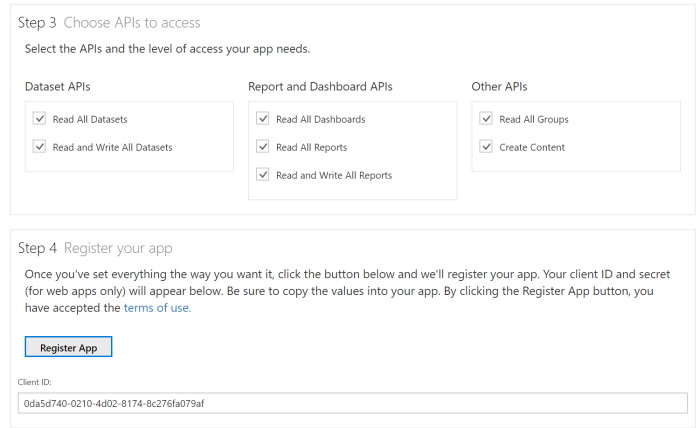 Step 3 Choose APIs to access
Select the APIs and the level of access your app needs.
Dataset APIs
Read All Datasets
Read and Write All Datasets
Report and Dashboard APIs
Read All Dashboards
Read All Reports
Read and Write All Reports
Other APIs
Read All Groups
Create Content
Step 4 Register your app
Once you've set everything the way you want it, click the button below and we'll register your app. Your client ID and secret
(for web apps only) will appear below. Be sure to copy the values into your app. By clicking the Register App button, you
have accepted the terms of use.
Register App
Client ID:
0da5d740-0210-4d02-8174-8c276fa079af